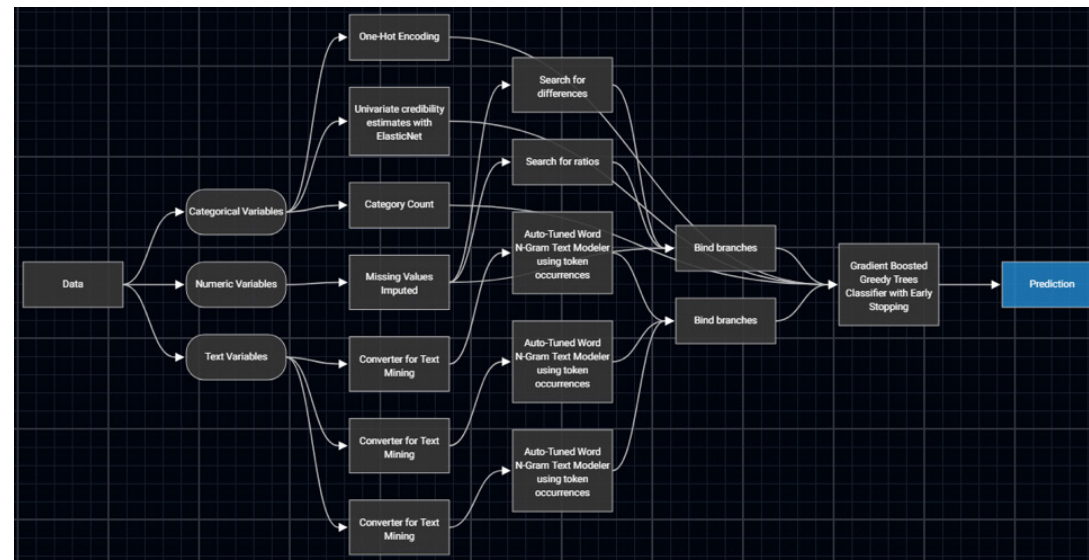 One-Hot Encoding
Search for
differences
Univariate credibility
estimates with
ElasticNet
Search for ratios
Categorical Variables
Category Count
Auto-Tuned Word
N-Gram Text Modeler
using token
occurrences
Bind branches
Data
Numeric Variables
Missing Values
Imputed
Gradient Boosted
Greedy Trees
Classifier with Early
Stopping
Prediction
Bind branches
Text Variables
Converter for Text
Mining
Auto-Tuned Word
N-Gram Text Modeler
using token
occurrences
Converter for Text
Mining
Auto-Tuned Word
N-Gram Text Modeler
using token
occurrences
Converter for Text
Mining